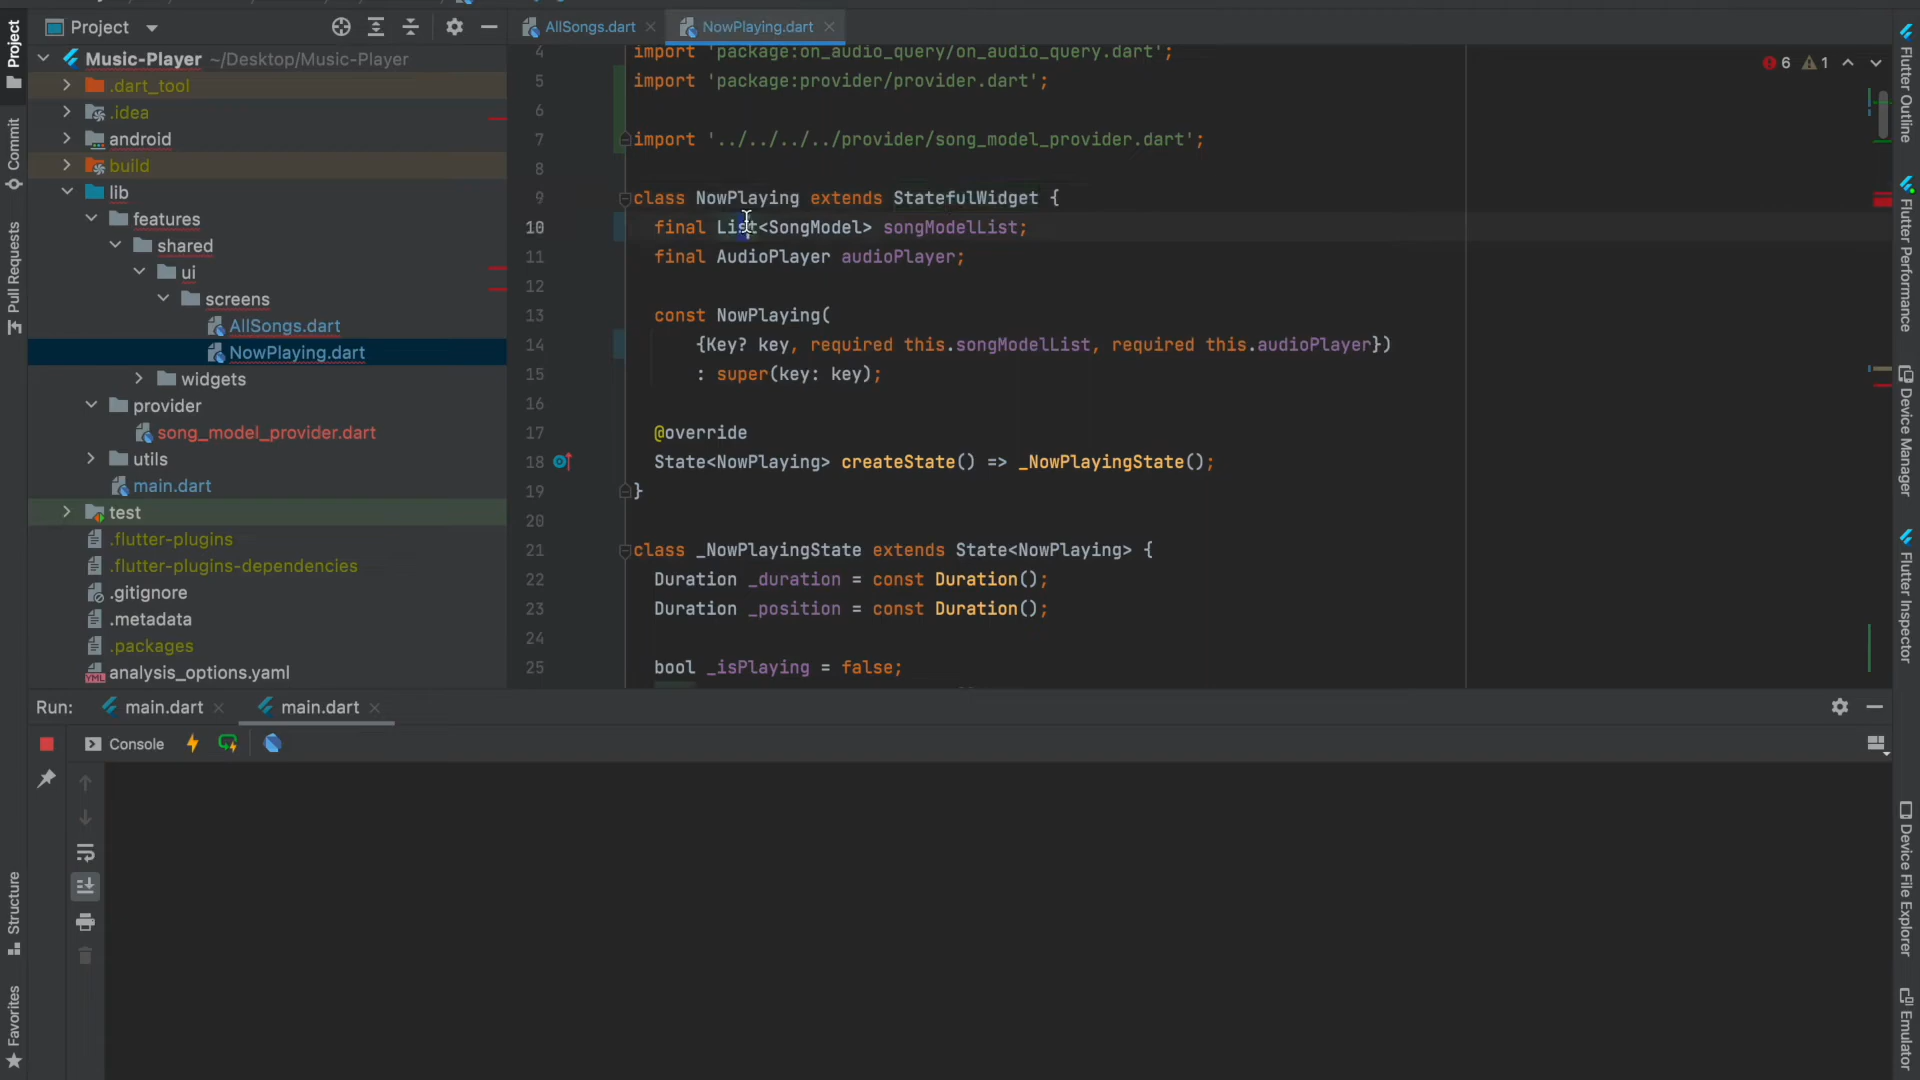 Project
AllSongs.dart
NowPlaying.dart
Music-Player ~/Desktop/Music-Player
.dart_tool
.idea
android
build
lib
features
shared
ui
screens
AllSongs.dart
NowPlaying.dart
widgets
provider
song_model_provider.dart
utils
main.dart
test
.flutter-plugins
.flutter-plugins-dependencies
.gitignore
.metadata
.packages
analysis_options.yaml
4 import 'package:on_audio_query/on_audio_query.dart';
5 import 'package:provider/provider.dart';
6
7 import '../../../../provider/song_model_provider.dart';
8
9 class NowPlaying extends StatefulWidget {
10 final List<SongModel> songModelList;
11 final AudioPlayer audioPlayer;
12
13 const NowPlaying(
14 {Key? key, required this.songModelList, required this.audioPlayer})
15 : super(key: key);
16
17 @override
18 State<NowPlaying> createState() => _NowPlayingState();
19 }
20
21 class _NowPlayingState extends State<NowPlaying> {
22 Duration _duration = const Duration();
23 Duration _position = const Duration();
24
25 bool _isPlaying = false;
6 1
Run: main.dart main.dart
Console
Project
Commit
Pull Requests
Structure
Favorites
Flutter Outline
Flutter Performance
Device Manager
Flutter Inspector
Device File Explorer
Emulator